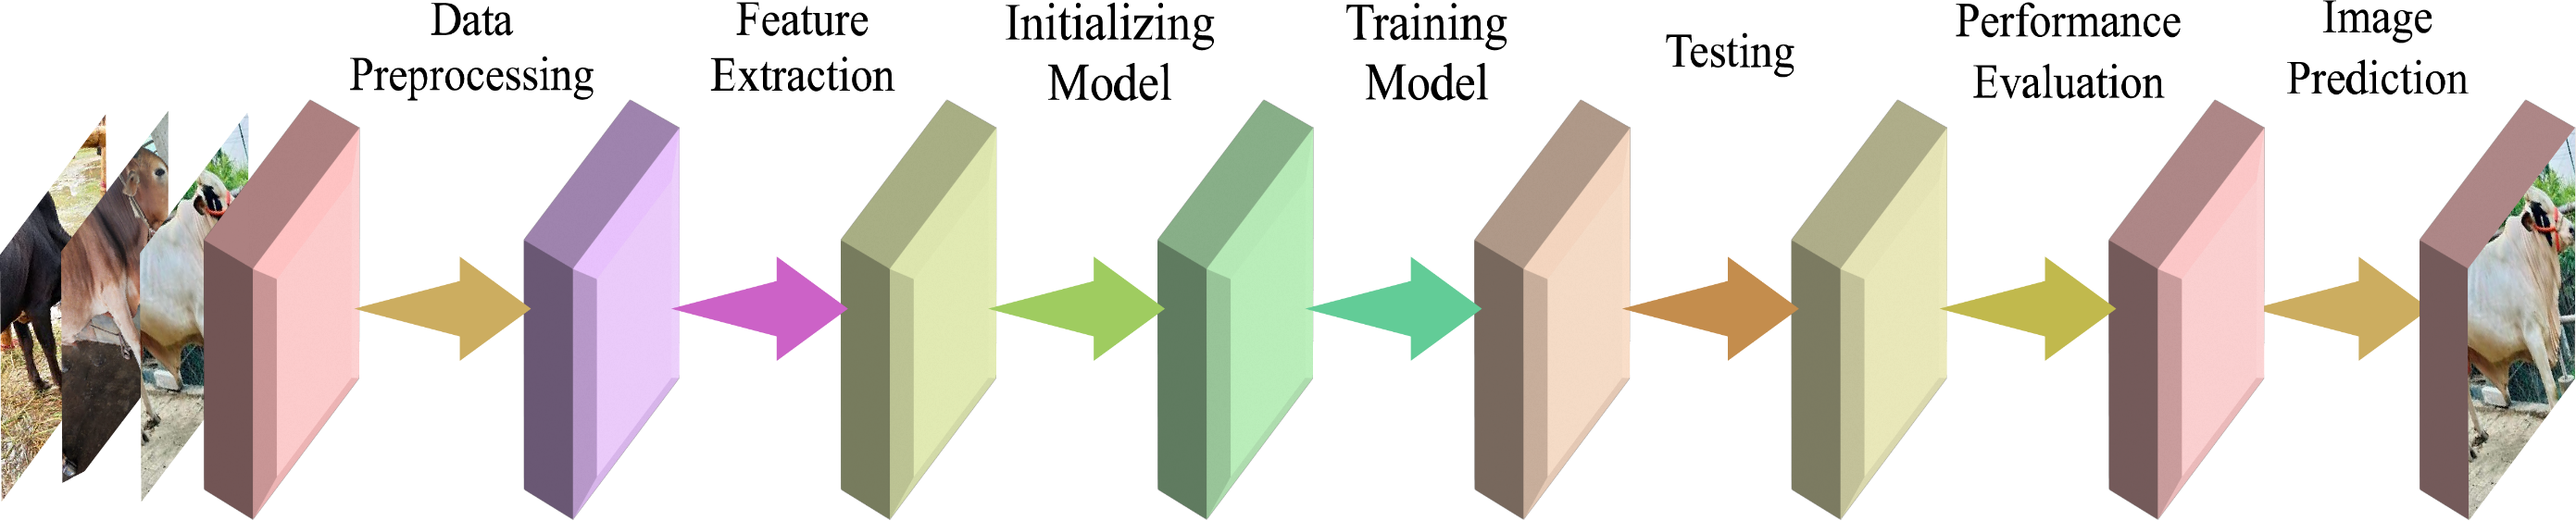 Data
Preprocessing
Feature
Extraction
Initializing
Model
Training
Model
Testing
Performance
Evaluation
Image
Prediction